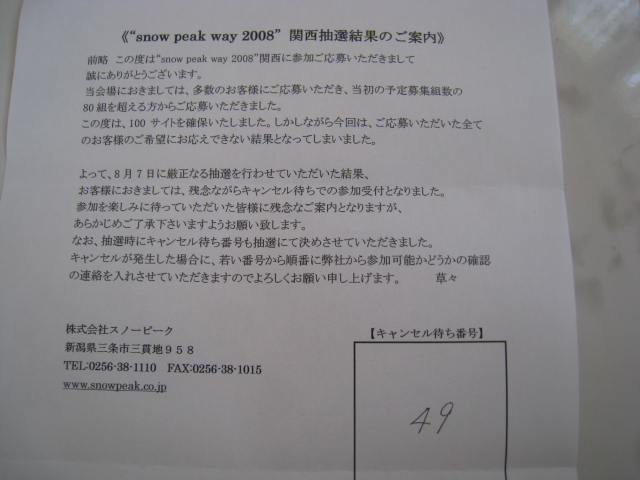 《“snow peak way 2008” 関西抽選結果のご案内》
前略　この度は“snow peak way 2008”関西に参加ご応募いただきまして
誠にありがとうございます。
当会場におきましては、多数のお客様にご応募いただき、当初の予定募集組数の
80 組を超える方からご応募いただきました。
この度は、100 サイトを確保いたしました。しかしながら今回は、ご応募いただいた全て
のお客様のご希望にお応えできない結果となってしまいました。
よって、8 月 7 日に厳正なる抽選を行わせていただいた結果、
お客様におきましては、残念ながらキャンセル待ちでの参加受付となりました。
参加を楽しみに待っていただいた皆様に残念なご案内となりますが、
あらかじめご了承下さいますようお願い致します。
なお、抽選時にキャンセル待ち番号も抽選にて決めさせていただきました。
キャンセルが発生した場合に、若い番号から順番に弊社から参加可能かどうかの確認
の連絡を入れさせていただきますのでよろしくお願い申し上げます。　草々
株式会社スノーピーク
新潟県三条市三貫地９５８
TEL:0256-38-1110　FAX:0256-38-1015
www.snowpeak.co.jp
【キャンセル待ち番号】
49